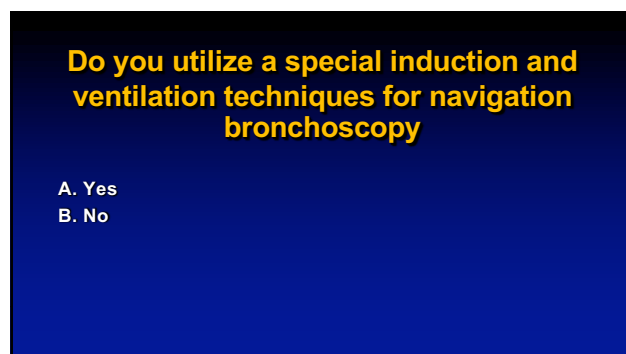 Do you utilize a special induction and
ventilation techniques for navigation
bronchoscopy
A. Yes
B. No